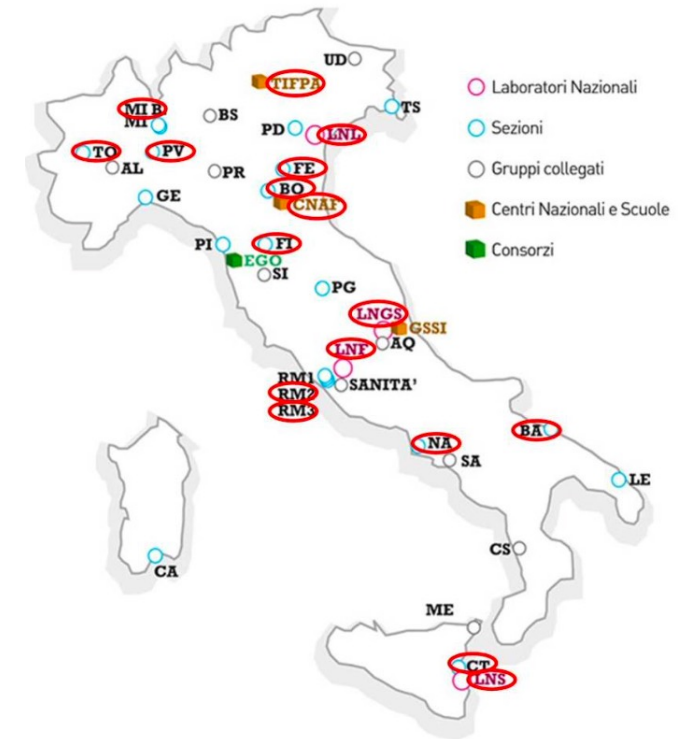 UD
TIFPA
TS
MI B
MI
BS
PD
LNL
TO
PV
AL
PR
FE
BO
GE
CNAF
PI
FI
EGO
SI
PG
LNGS
GSSI
AQ
LNF
RM1
SANITA'
RM2
RM3
NA
SA
BA
LE
CS
CA
ME
CT
LNS
Laboratori Nazionali
Sezioni
Gruppi collegati
Centri Nazionali e Scuole
Consorzi